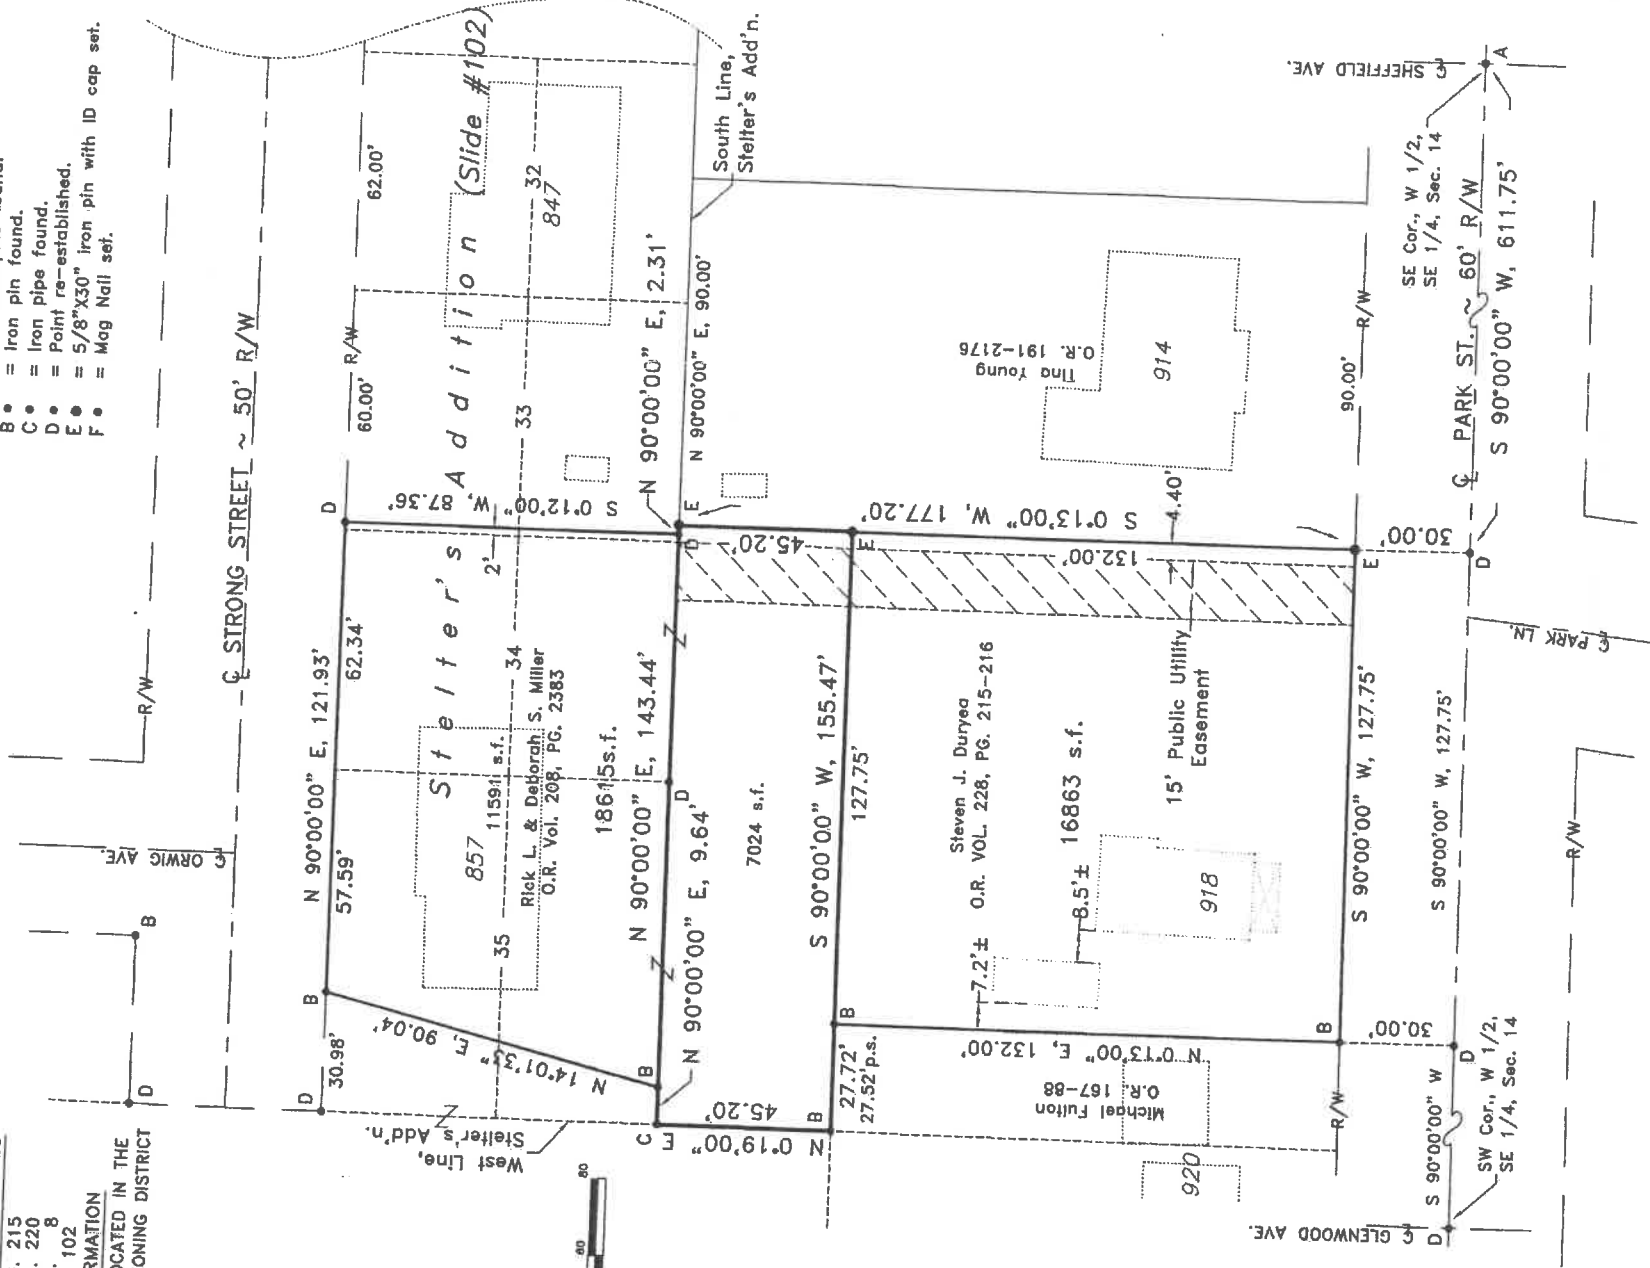 B • = Iron pin found.
C • = Iron pipe found.
D • = Point re-established.
E • = 5/8"X30" iron pin with ID cap set.
F • = Mag Nail set.
215
220
8
102
RMATION
OCATED IN THE
ONING DISTRICT
80
60
R/W
℄ STRONG STREET ~ 50' R/W
℄ ORWIG AVE.
B
D
D
30.98'
B
N 90°00'00" E, 121.93'
57.59'
62.34'
D
60.00'
R/W
62.00'
Stelter's Addition (Slide #102)
N 14°01'33" E, 90.04'
35
34
33
32
857
11591 s.f.
Rick L. & Deborah S. Miller
O.R. Vol. 208, PG. 2383
18615s.f.
2'
S 0°12'00" W, 87.36'
847
West Line,
Stelter's Add'n.
South Line,
Stelter's Add'n.
C
B
N 90°00'00" E, 143.44'
D
D
E
N 90°00'00" E, 2.31'
N 90°00'00" E, 90.00'
N 90°00'00" E, 9.64'
N 0°19'00" E
45.20'
7024 s.f.
45.20'
B
27.72'
27.52'p.s.
B
S 90°00'00" W, 155.47'
127.75'
E
S 0°13'00" W, 177.20'
132.00'
4.40'
Michael Fulton
O.R. 167-88
920
N 0°13'00" E, 132.00'
7.2'±
8.5'±
Steven J. Duryea
O.R. VOL. 228, PG. 215-216
16863 s.f.
918
15' Public Utility
Easement
Tina Young
O.R. 191-2176
914
R/W
B
S 90°00'00" W, 127.75'
E
90.00'
R/W
30.00'
30.00'
D
S 90°00'00" W
D
S 90°00'00" W, 127.75'
D
℄ PARK ST. ~ 60' R/W
S 90°00'00" W, 611.75'
A
SW Cor., W 1/2,
SE 1/4, Sec. 14
SE Cor., W 1/2,
SE 1/4, Sec. 14
℄ GLENWOOD AVE.
℄ PARK LN.
℄ SHEFFIELD AVE.
R/W